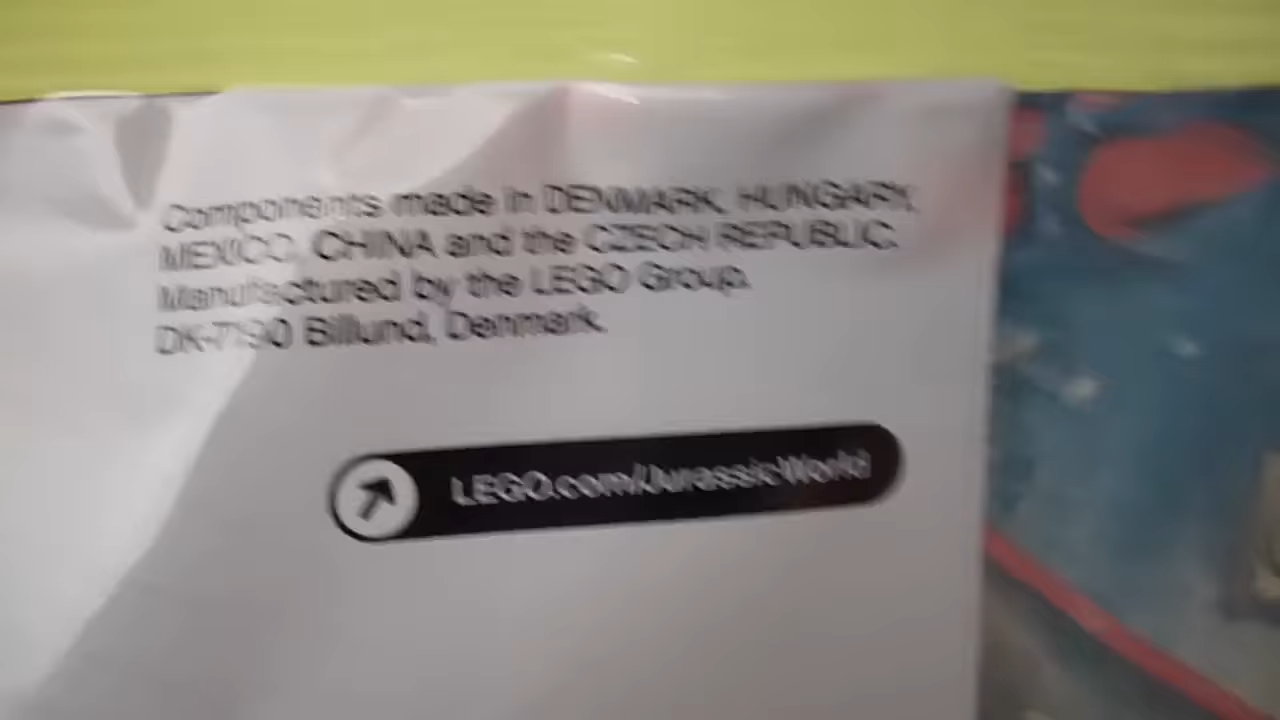 Components made in DENMARK, HUNGARY,
MEXICO, CHINA and the CZECH REPUBLIC.
Manufactured by the LEGO Group.
DK-7190 Billund, Denmark.
LEGO.com/JurassicWorld